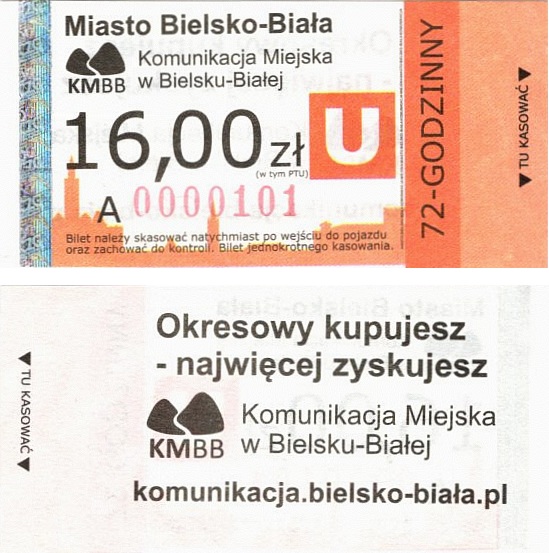 Miasto Bielsko-Biała
KMBB
Komunikacja Miejska
w Bielsku-Białej
16,00 zł
(w tym PTU)
U
A 0000101
Bilet należy skasować natychmiast po wejściu do pojazdu
oraz zachować do kontroli. Bilet jednokrotnego kasowania.
72-GODZINNY
▼ TU KASOWAĆ ▼
Okresowy kupujesz
- najwięcej zyskujesz
KMBB
Komunikacja Miejska
w Bielsku-Białej
komunikacja.bielsko-biała.pl
▼ TU KASOWAĆ ▼